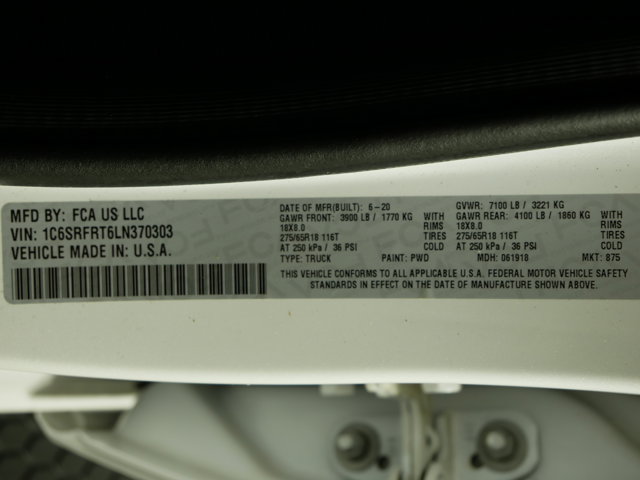 MFD BY: FCA US LLC
VIN: 1C6SRFRT6LN370303
VEHICLE MADE IN U.S.A.
DATE OF MFR(BUILT): 6-20 GVWR: 7100 LB / 3221 KG
GAWR FRONT: 3900 LB / 1770 KG WITH GAWR REAR: 4100 LB / 1860 KG WITH
18X8.0 RIMS 18X8.0 RIMS
275/65R18 116T TIRES 275/65R18 116T TIRES
AT 250 kPa / 36 PSI COLD AT 250 kPa / 36 PSI COLD
TYPE: TRUCK PAINT: PWD MDH: 061918 MKT: 875
THIS VEHICLE CONFORMS TO ALL APPLICABLE U.S.A. FEDERAL MOTOR VEHICLE SAFETY
STANDARDS IN EFFECT ON THE DATE OF MANUFACTURE SHOWN ABOVE.